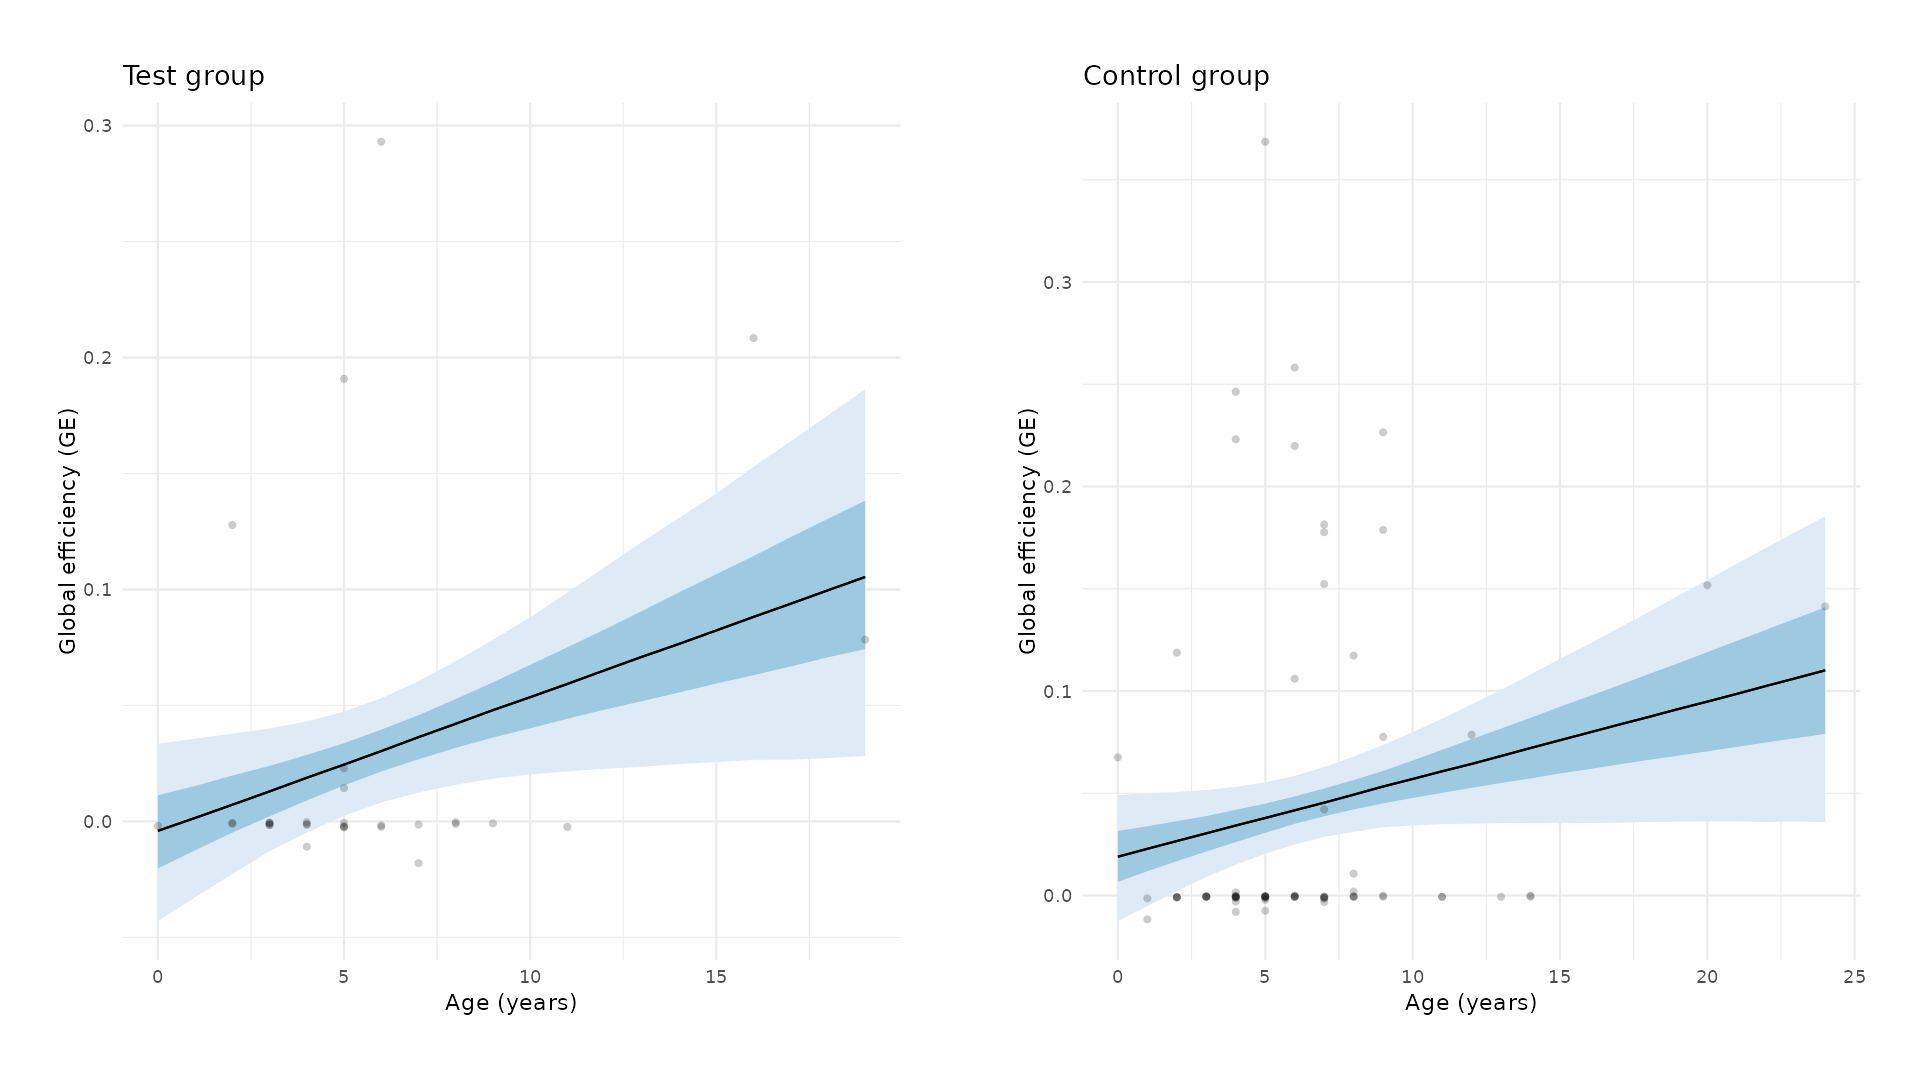 Test group
Global efficiency (GE)
0.3
0.2
0.1
0.0
0 5 10 15
Age (years)
Control group
Global efficiency (GE)
0.3
0.2
0.1
0.0
0 5 10 15 20 25
Age (years)